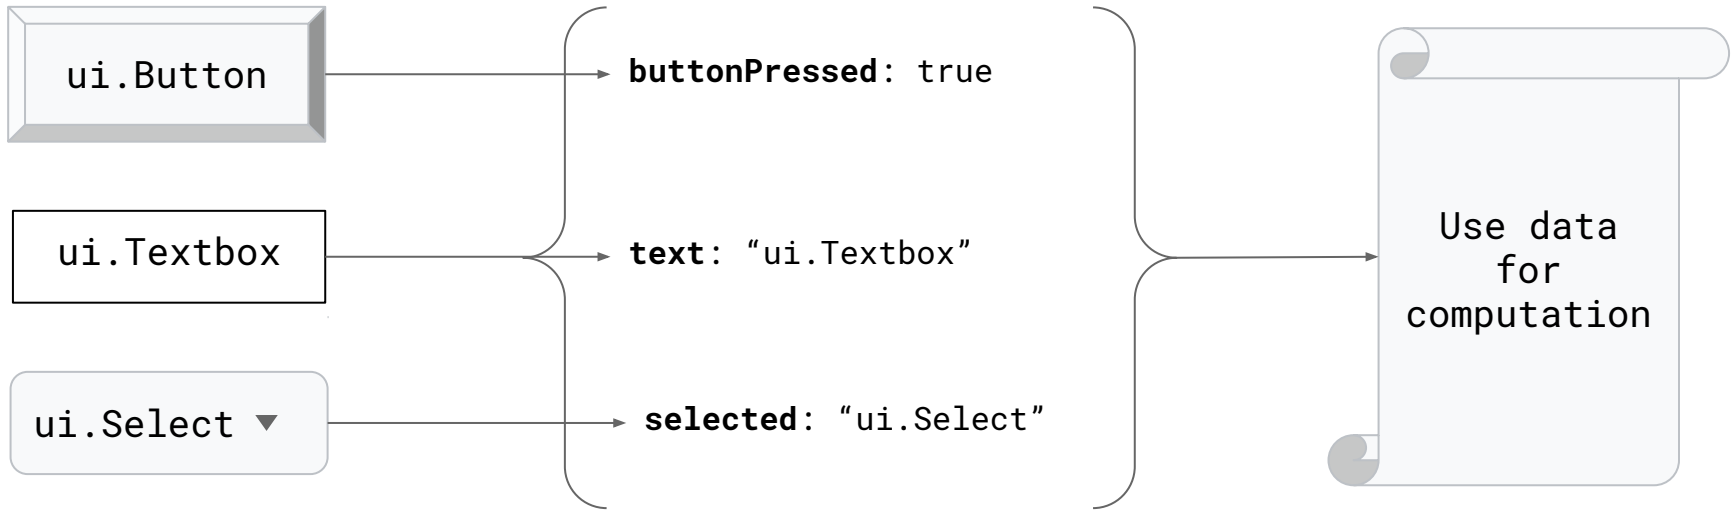 ui.Button
buttonPressed: true
ui.Textbox
text: “ui.Textbox”
ui.Select
selected: “ui.Select”
Use data
for
computation